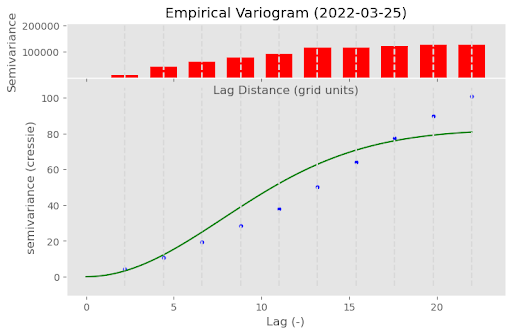 Empirical Variogram (2022-03-25)
200000
100000
Semivariance
Lag Distance (grid units)
100
80
60
40
20
0
semivariance (cressie)
0 5 10 15 20
Lag (-)